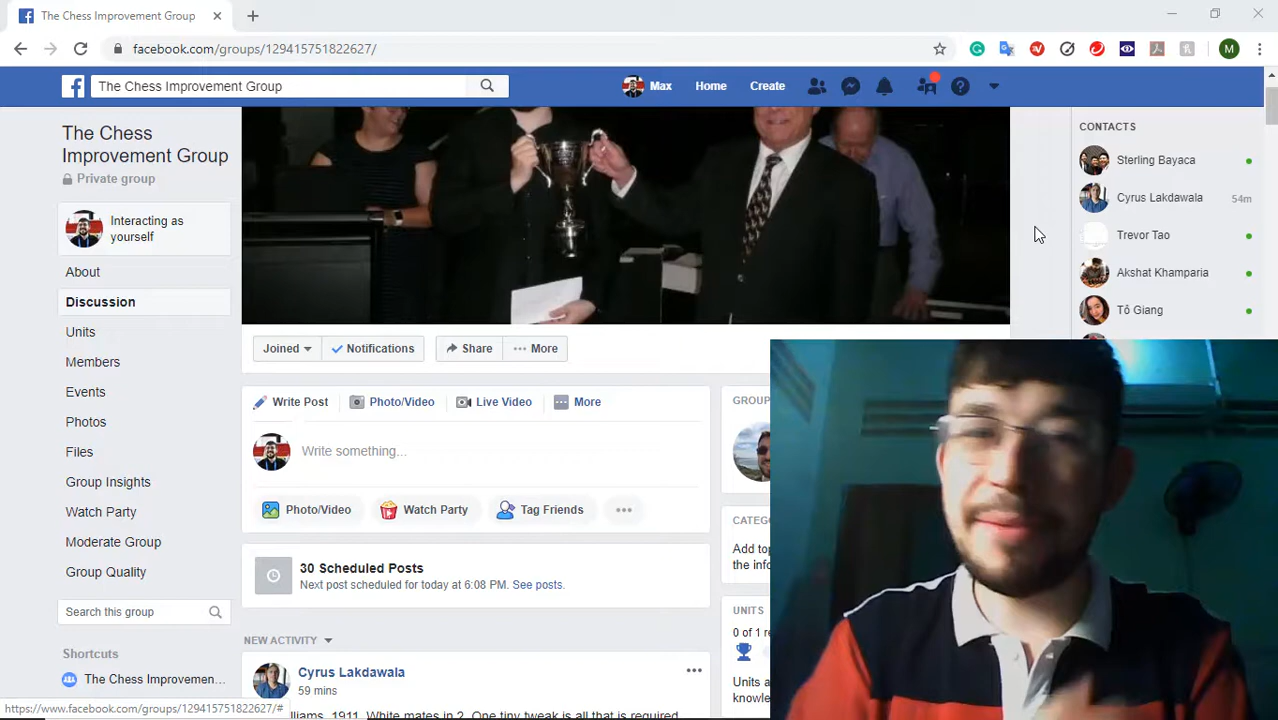 The Chess Improvement Group
facebook.com/groups/129415751822627/
M
The Chess Improvement Group
Max
Home
Create
The Chess
Improvement Group
Private group
Interacting as
yourself
About
Discussion
Units
Members
Events
Photos
Files
Group Insights
Watch Party
Moderate Group
Group Quality
Search this group
Shortcuts
The Chess Improvemen...
https://www.facebook.com/groups/129415751822627/#
Joined
Notifications
Share
More
Write Post
Photo/Video
Live Video
More
Write something...
Photo/Video
Watch Party
Tag Friends
30 Scheduled Posts
Next post scheduled for today at 6:08 PM. See posts.
NEW ACTIVITY
Cyrus Lakdawala
59 mins
lliams, 1911. White mates in 2. One tiny tweak is all that is required
GROU
CATEG
Add top
the info
UNITS
0 of 1 re
Units a
knowle
CONTACTS
Sterling Bayaca
Cyrus Lakdawala
54m
Trevor Tao
Akshat Khamparia
Tô Giang